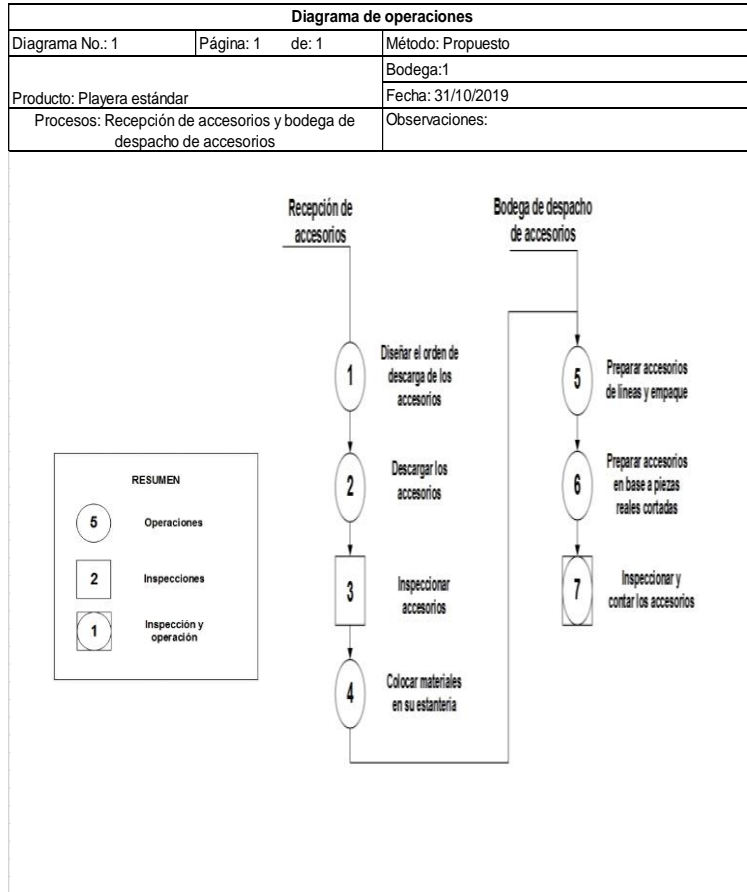 Diagrama de operaciones
Diagrama No.: 1 Página: 1 de: 1 Método: Propuesto
Bodega:1
Producto: Playera estándar Fecha: 31/10/2019
Procesos: Recepción de accesorios y bodega de
despacho de accesorios
Observaciones:
Recepción de
accesorios
1
Diseñar el orden de
descarga de los
accesorios
2
Descargar los
accesorios
3
Inspeccionar
accesorios
4
Colocar materiales
en su estantería
Bodega de despacho
de accesorios
5
Preparar accesorios
de líneas y empaque
6
Preparar accesorios
en base a piezas
reales cortadas
7
Inspeccionar y
contar los accesorios
RESUMEN
5 Operaciones
2 Inspecciones
1
Inspección y
operación